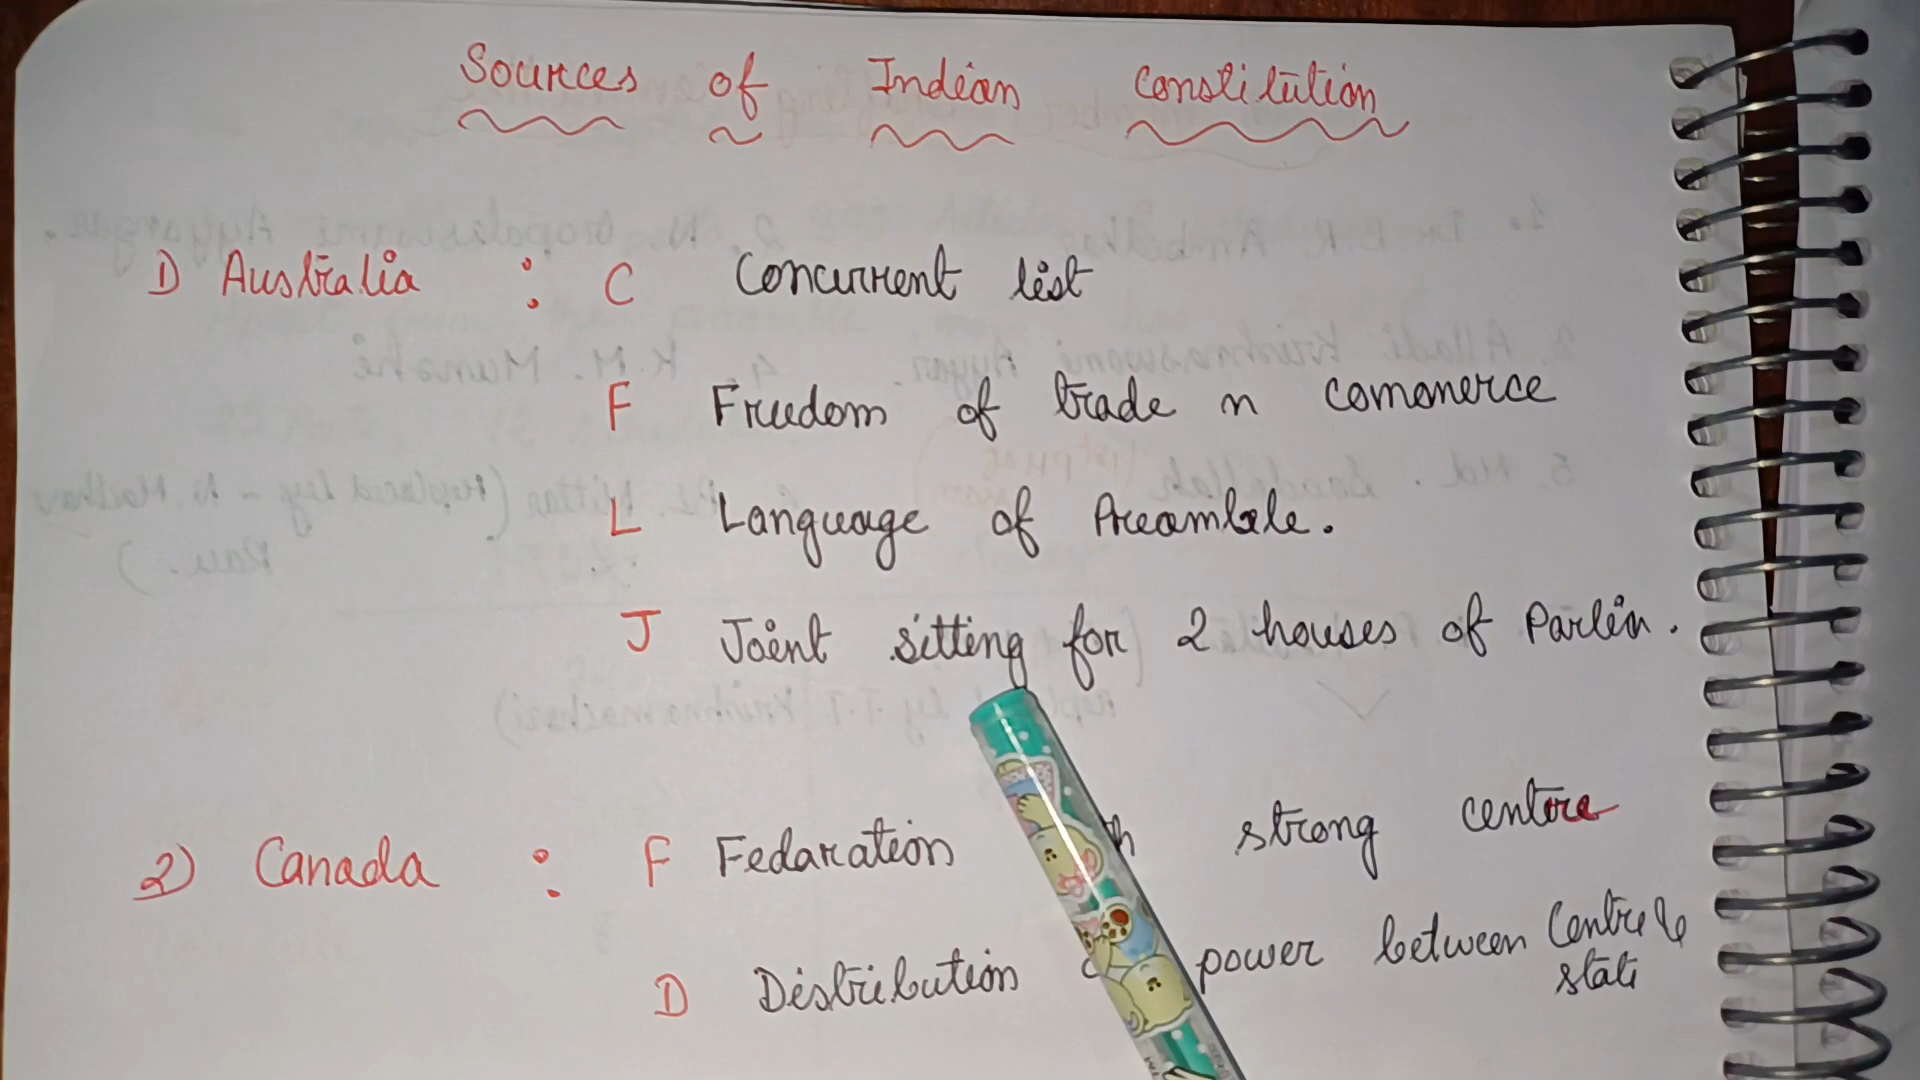 Sources of Indian Constitution
1) Australia : C Concurrent list
F Freedom of trade n commerce
L Language of Preamble.
J Joint sitting for 2 houses of Parlia.
2) Canada : F Fedaration strong centre
D Distribution power between Centre &
state